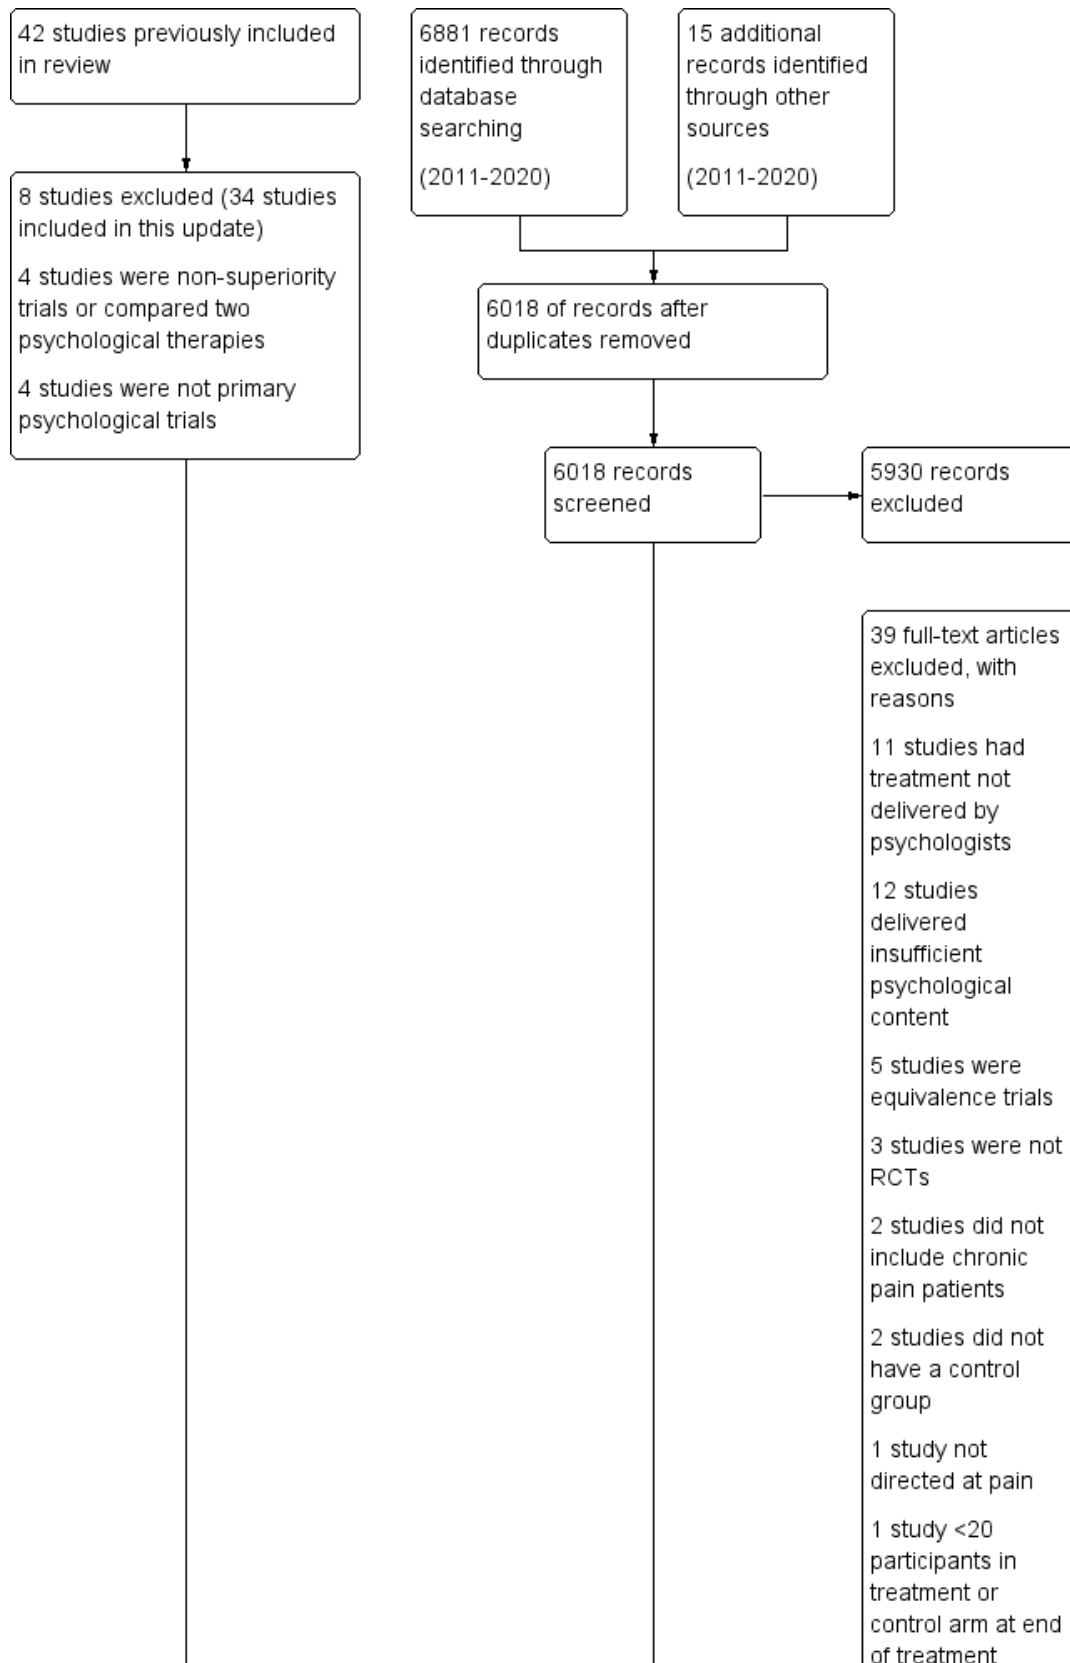 42 studies previously included
in review
6881 records
identified through
database
searching
(2011-2020)
15 additional
records identified
through other
sources
(2011-2020)
8 studies excluded (34 studies
included in this update)
4 studies were non-superiority
trials or compared two
psychological therapies
4 studies were not primary
psychological trials
6018 of records after
duplicates removed
6018 records
screened
5930 records
excluded
39 full-text articles
excluded, with
reasons
11 studies had
treatment not
delivered by
psychologists
12 studies
delivered
insufficient
psychological
content
5 studies were
equivalence trials
3 studies were not
RCTs
2 studies did not
include chronic
pain patients
2 studies did not
have a control
group
1 study not
directed at pain
1 study <20
participants in
treatment or
control arm at end
of treatment